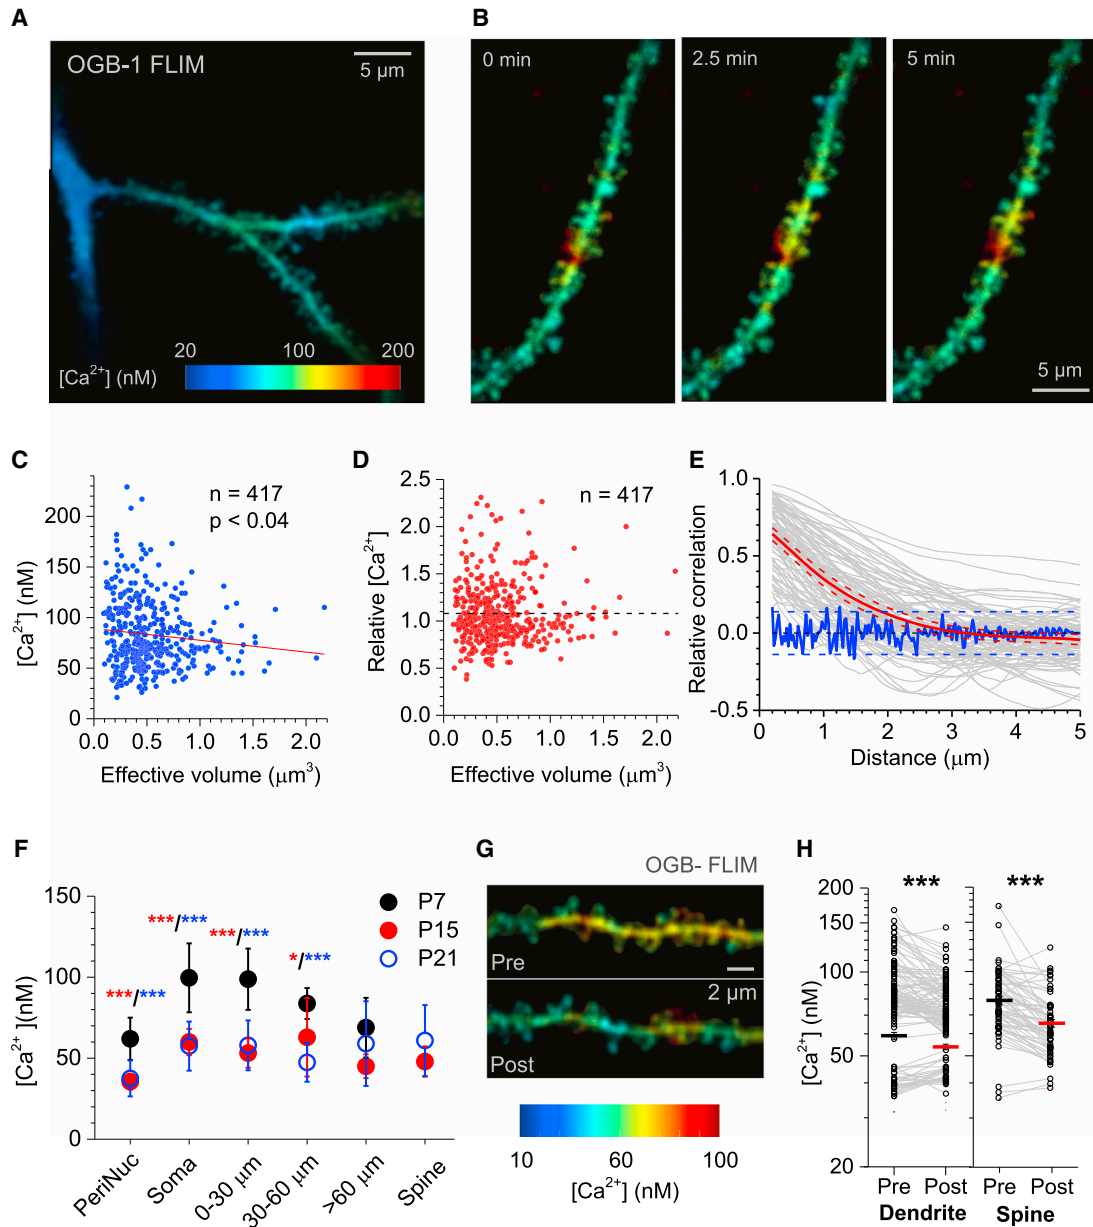 A
OGB-1 FLIM
5 µm
20 100 200
[Ca²⁺] (nM)
B
0 min
2.5 min
5 min
5 µm
C
n = 417
p < 0.04
[Ca²⁺] (nM)
200
150
100
50
0
0.0 0.5 1.0 1.5 2.0
Effective volume (µm³)
D
n = 417
Relative [Ca²⁺]
2.5
2.0
1.5
1.0
0.5
0.0
0.0 0.5 1.0 1.5 2.0
Effective volume (µm³)
E
Relative correlation
1.0
0.5
0.0
-0.5
0 1 2 3 4 5
Distance (µm)
F
[Ca²⁺](nM)
150
100
50
0
P7
P15
P21
***/***
***/***
***/***
*/***
PeriNuc
Soma
0-30 µm
30-60 µm
>60 µm
Spine
G
OGB- FLIM
Pre
2 µm
Post
10 60 100
[Ca²⁺] (nM)
H
*** ***
[Ca²⁺] (nM)
200
150
100
50
20
Pre Post Pre Post
Dendrite Spine